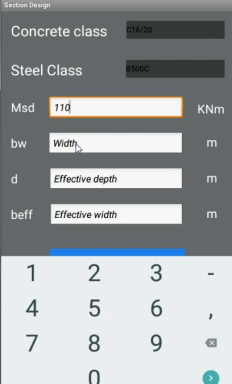 Section Design
Concrete class C16/20
Steel Class B500C
Msd 110 KNm
bw Width m
d Effective depth m
beff Effective width m
1 2 3 -
4 5 6 ,
7 8 9
0